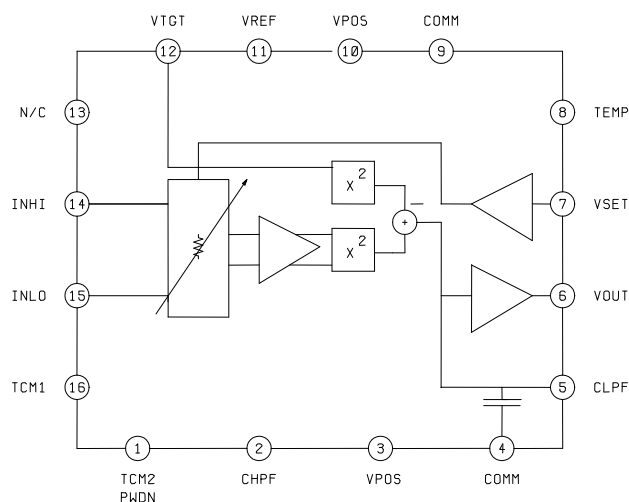 VTGT VREF VPOS COMM
12 11 10 9
N/C 13 8 TEMP
X 2
INHI 14 7 VSET
−
+
X 2
INLO 15 6 VOUT
TCM1 16 5 CLPF
1 2 3 4
TCM2 CHPF VPOS COMM
PWDN